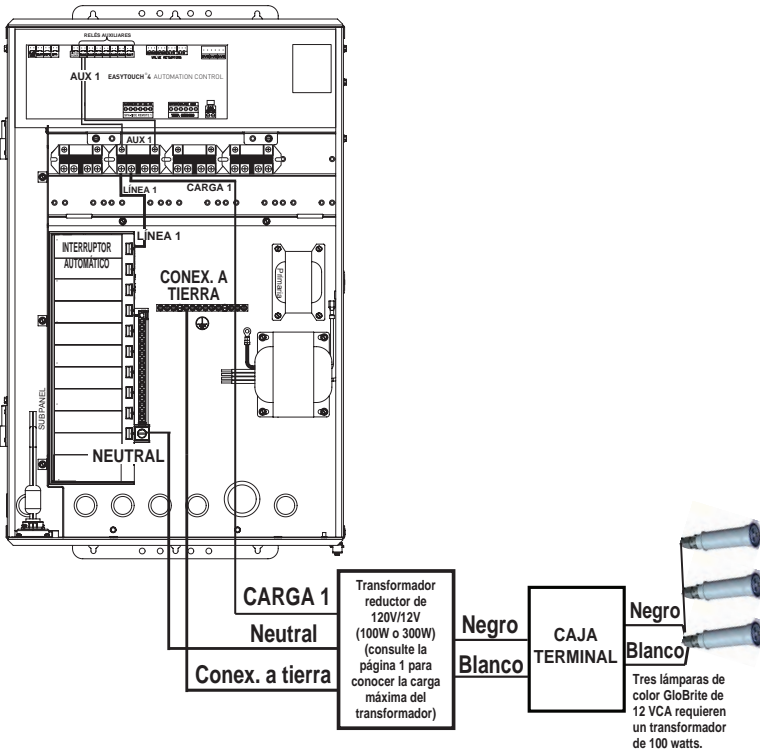 RELÉS AUXILIARES
AUX 1
EASYTOUCH®4 AUTOMATION CONTROL
AUX 1
LÍNEA 1
CARGA 1
LÍNEA 1
INTERRUPTOR
AUTOMÁTICO
CONEX. A
TIERRA
Primaria
SUBPANEL
NEUTRAL
CARGA 1
Neutral
Conex. a tierra
Transformador
reductor de
120V/12V
(100W o 300W)
(consulte la
página 1 para
conocer la carga
máxima del
transformador)
Negro
Blanco
CAJA
TERMINAL
Negro
Blanco
Tres lámparas de
color GloBrite de
12 VCA requieren
un transformador
de 100 watts.